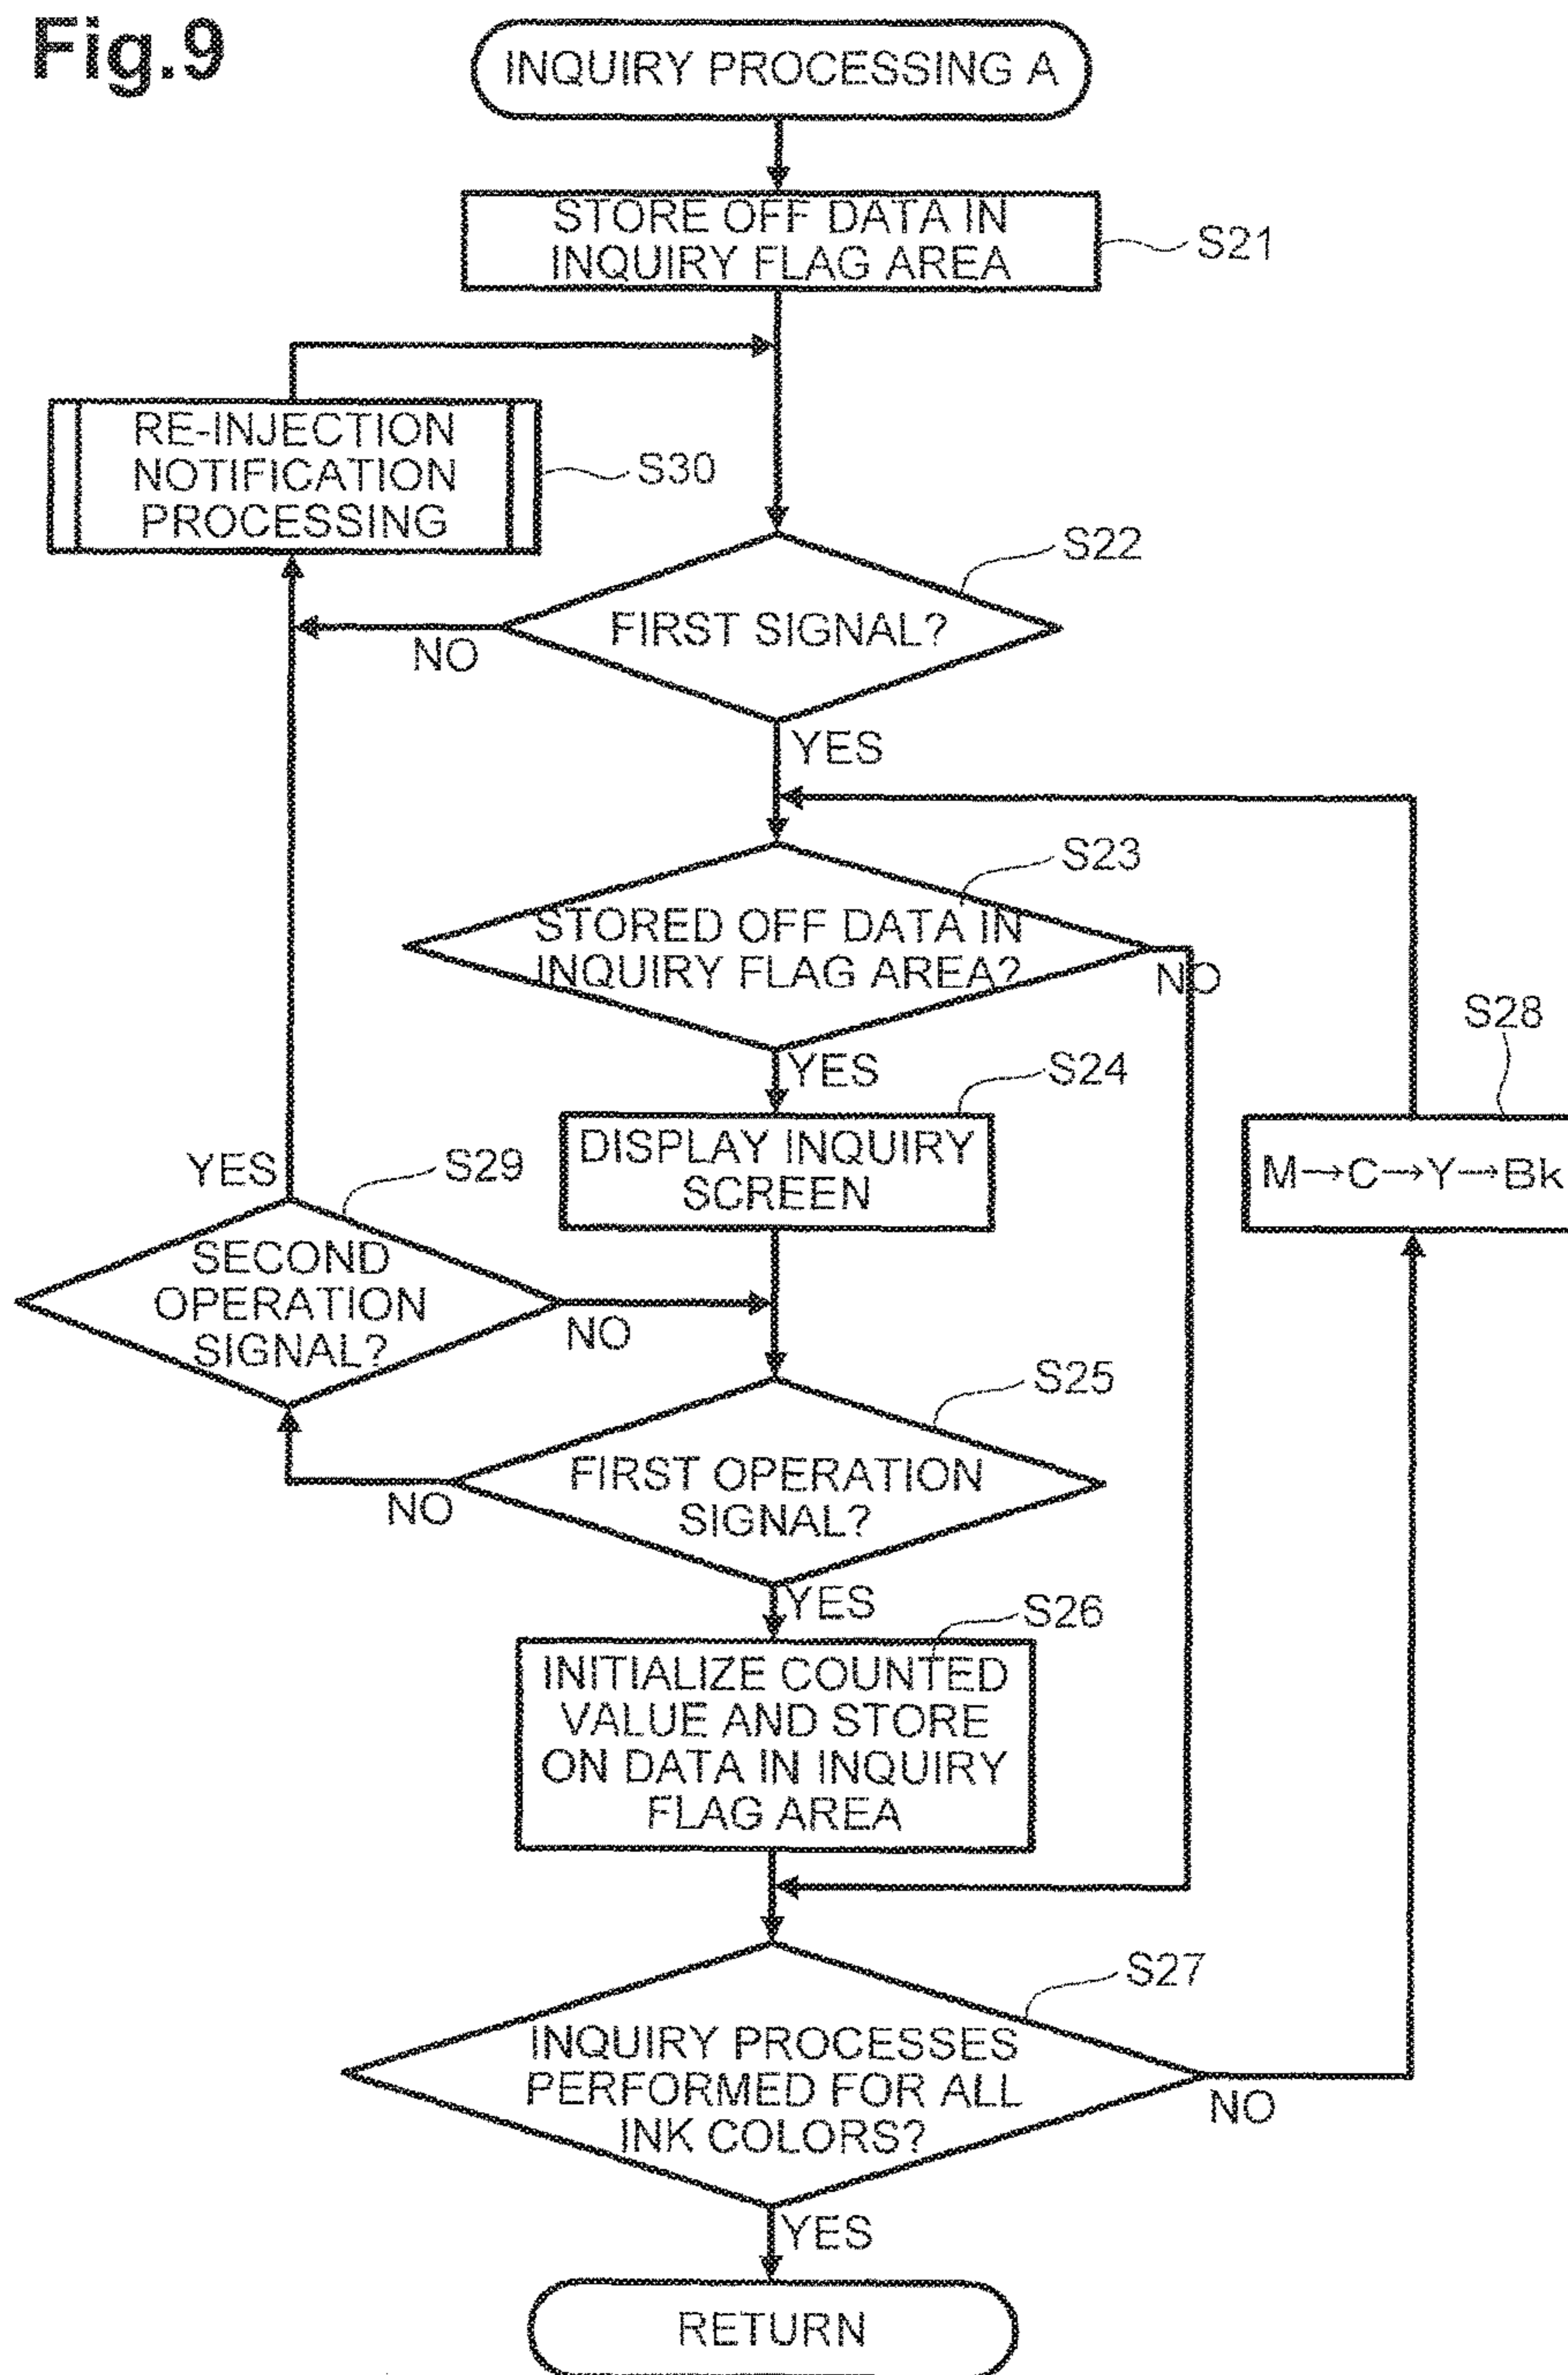 Fig.9
INQUIRY PROCESSING A
STORE OFF DATA IN
INQUIRY FLAG AREA
S21
RE-INJECTION
NOTIFICATION
PROCESSING
S30
S22
FIRST SIGNAL?
NO
YES
S23
STORED OFF DATA IN
INQUIRY FLAG AREA?
NO
YES
S24
S28
DISPLAY INQUIRY
SCREEN
M→C→Y→Bk
YES
S29
SECOND
OPERATION
SIGNAL?
NO
S25
FIRST OPERATION
SIGNAL?
NO
YES
S26
INITIALIZE COUNTED
VALUE AND STORE
ON DATA IN INQUIRY
FLAG AREA
S27
INQUIRY PROCESSES
PERFORMED FOR ALL
INK COLORS?
NO
YES
RETURN